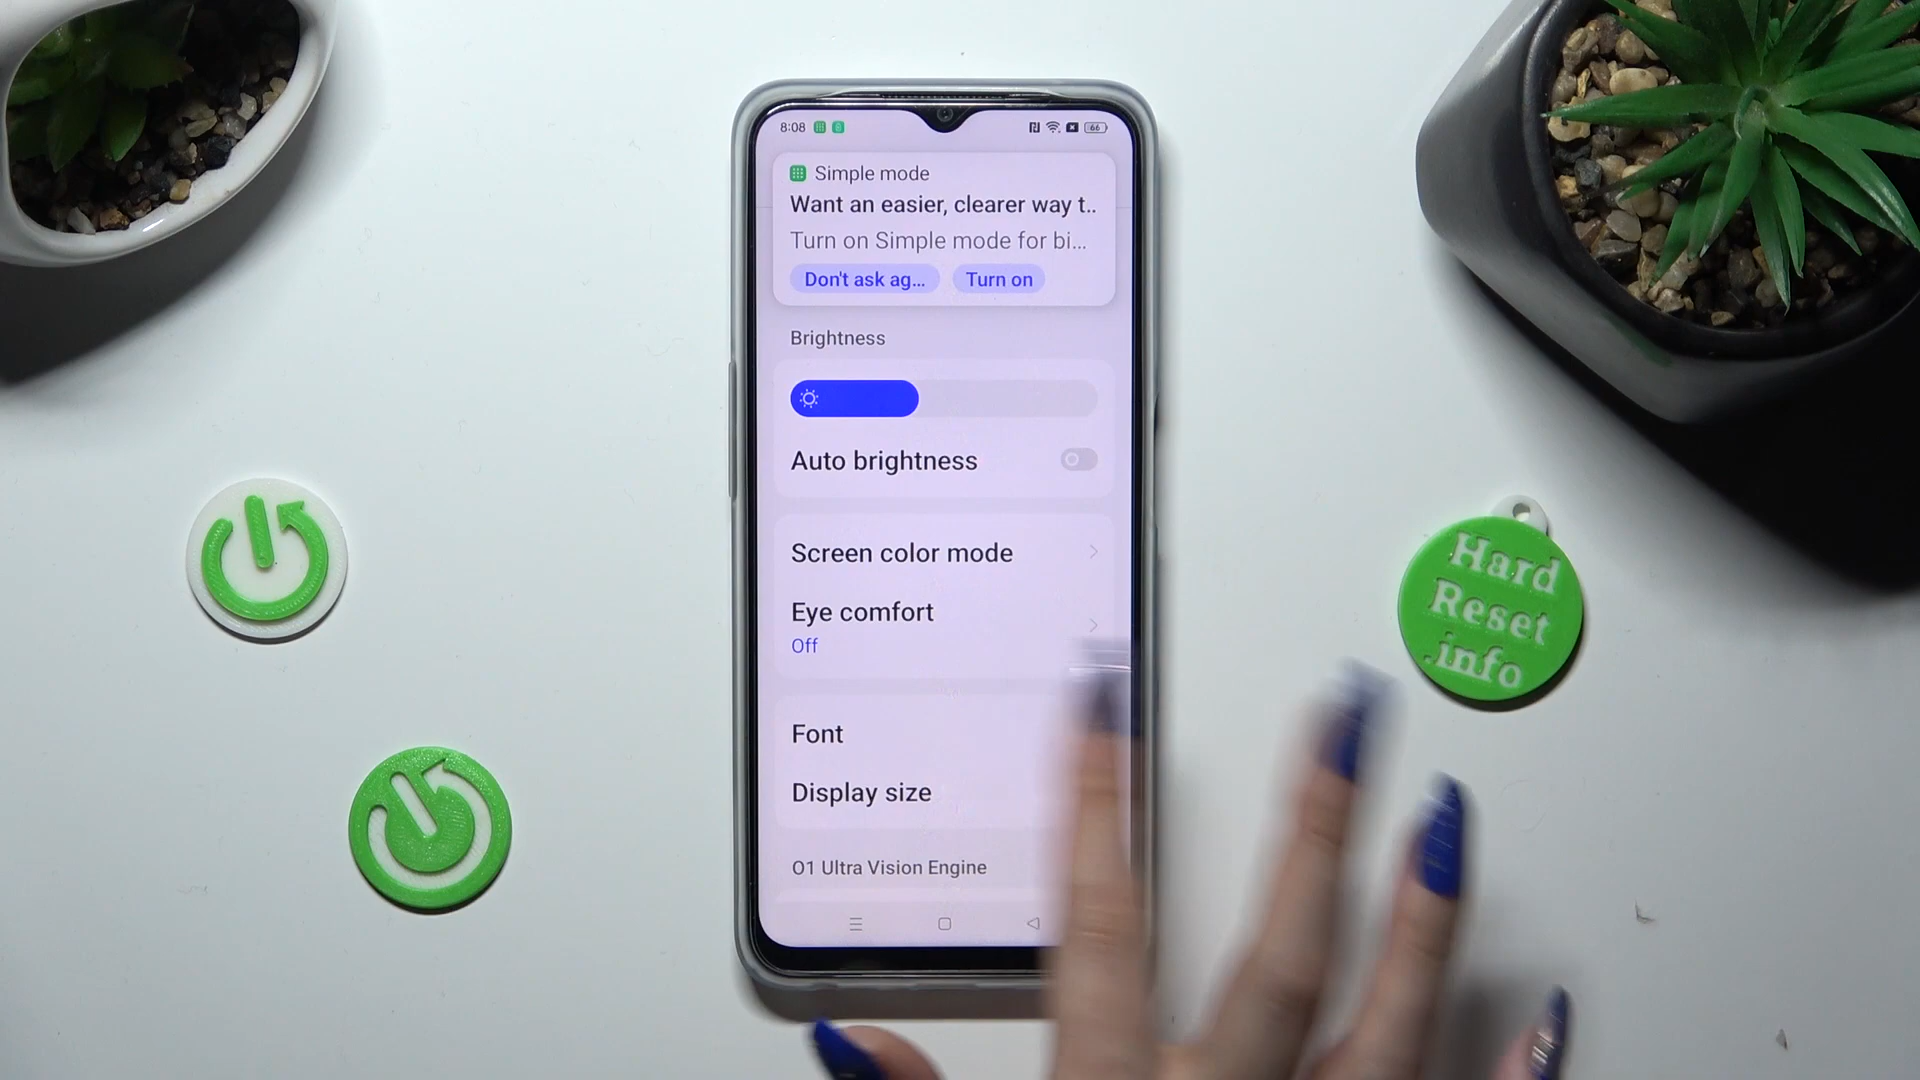 8:08
66
Simple mode
Want an easier, clearer way t..
Turn on Simple mode for bi...
Don't ask ag...
Turn on
Brightness
Auto brightness
Screen color mode
Eye comfort
Off
Font
Display size
O1 Ultra Vision Engine
Hard
Reset
.info